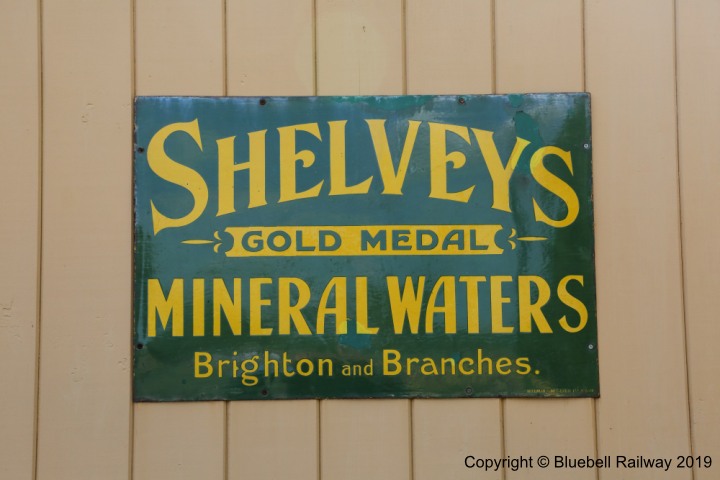 SHELVEYS
GOLD MEDAL
MINERAL WATERS
Brighton and Branches.
Copyright © Bluebell Railway 2019